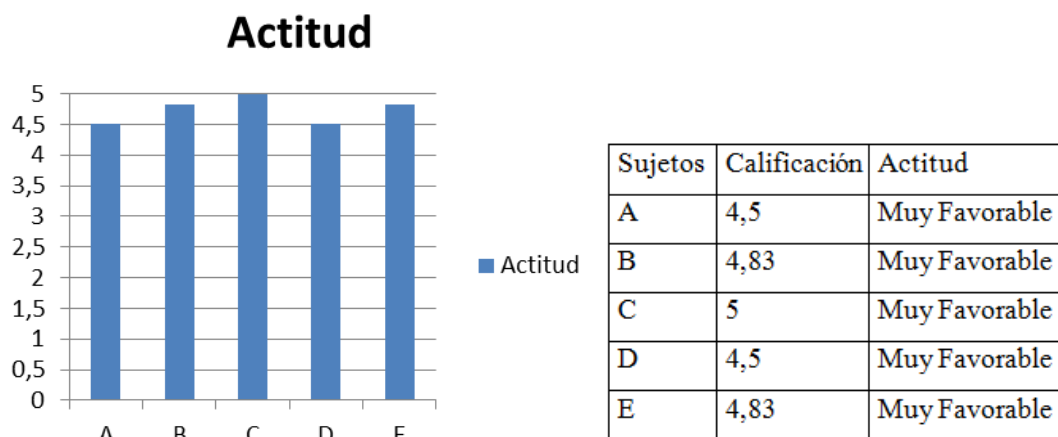 Actitud
5
4,5
4
3,5
3
2,5
2
1,5
1
0,5
0
A B C D E
Actitud
Sujetos Calificación Actitud
A 4,5 Muy Favorable
B 4,83 Muy Favorable
C 5 Muy Favorable
D 4,5 Muy Favorable
E 4,83 Muy Favorable